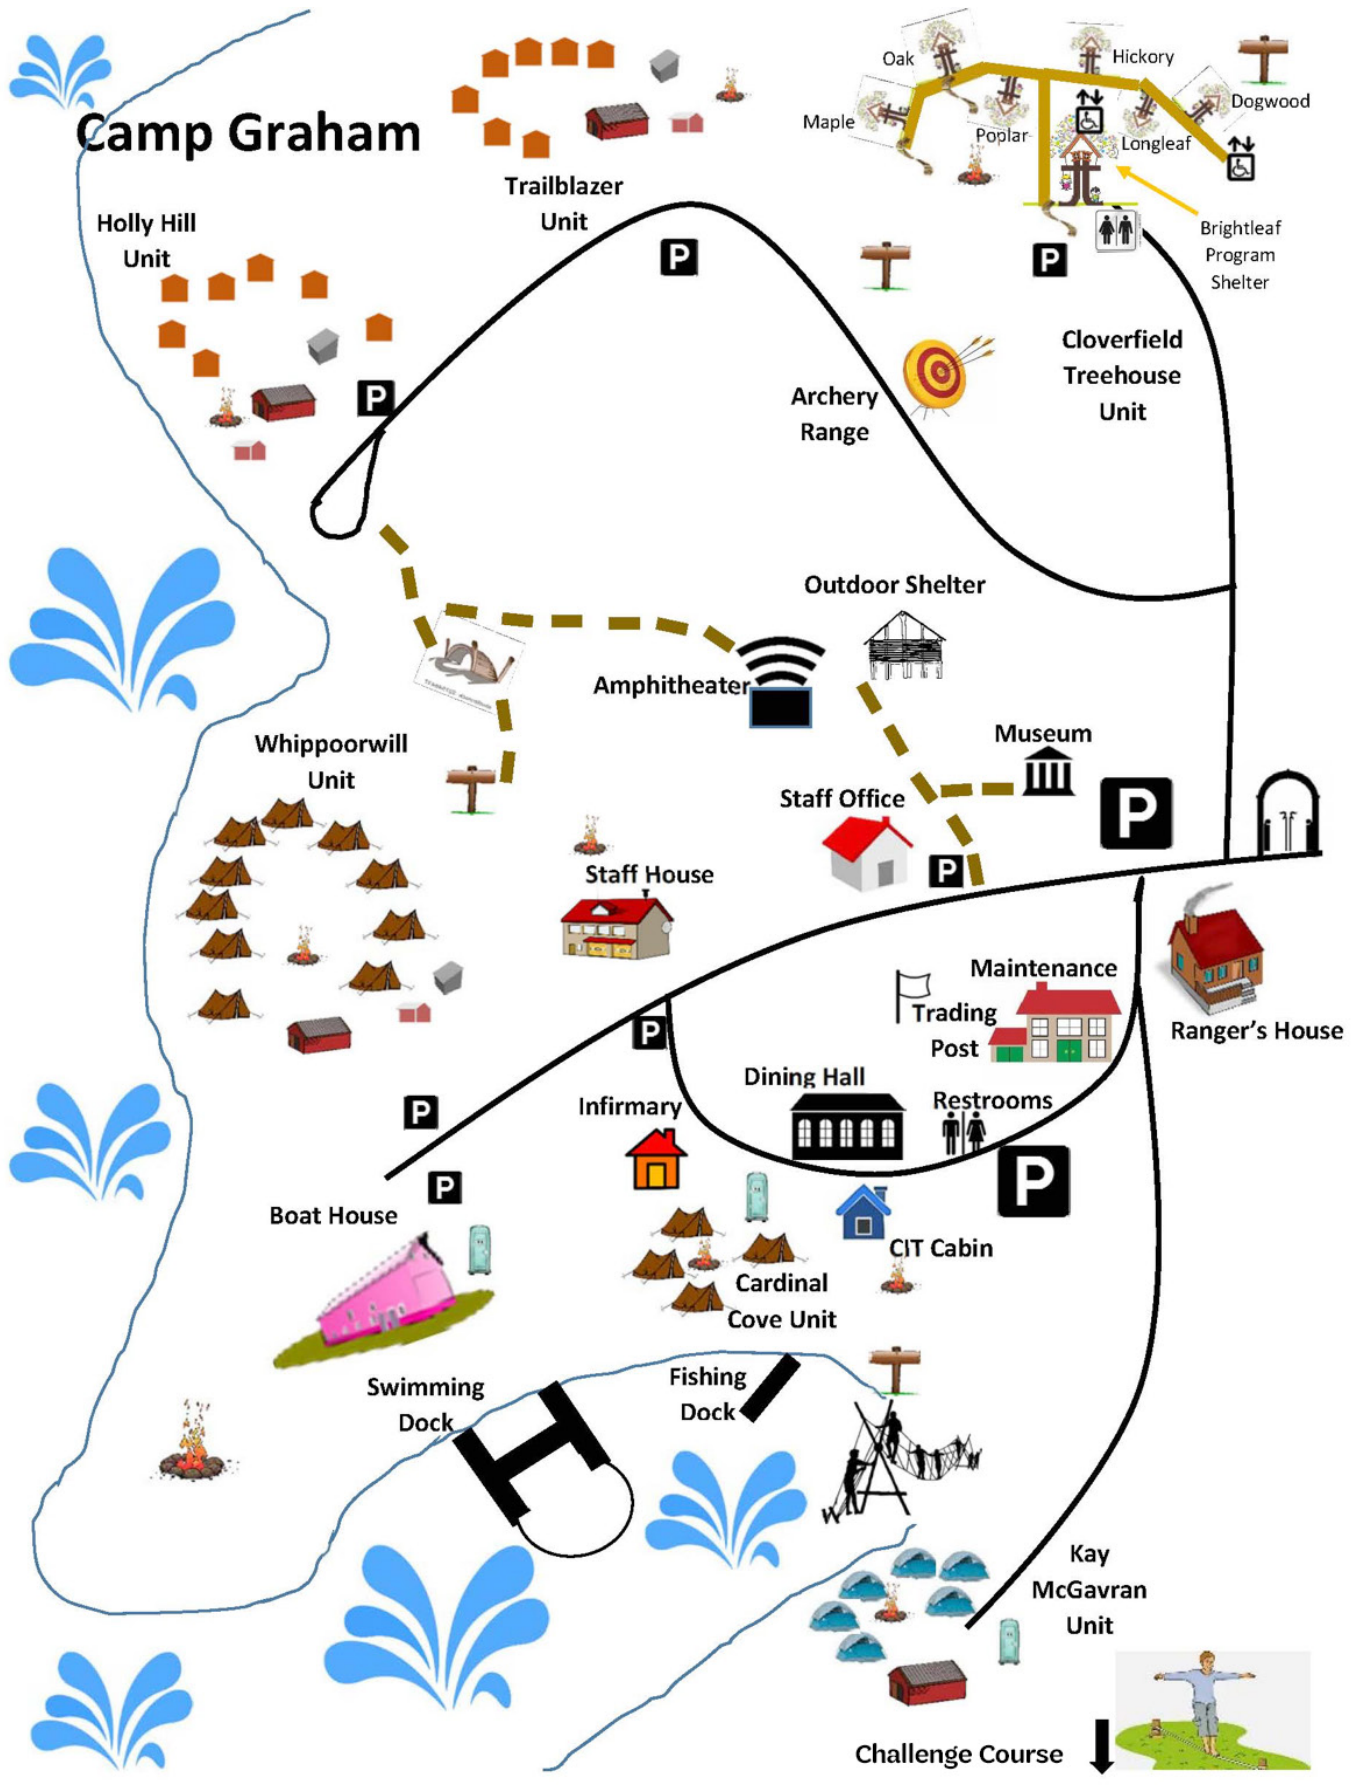 Camp Graham
Trailblazer
Unit
Oak
Hickory
Maple
Poplar
Longleaf
Dogwood
Holly Hill
Unit
P
P
Brightleaf
Program
Shelter
P
Cloverfield
Treehouse
Unit
Archery
Range
Outdoor Shelter
Amphitheater
Museum
Whippoorwill
Unit
Staff Office
P
P
Staff House
Maintenance
Trading
Post
Ranger's House
P
Dining Hall
Infirmary
Restrooms
P
P
P
Boat House
CIT Cabin
Cardinal
Cove Unit
Swimming
Dock
Fishing
Dock
Kay
McGavran
Unit
Challenge Course